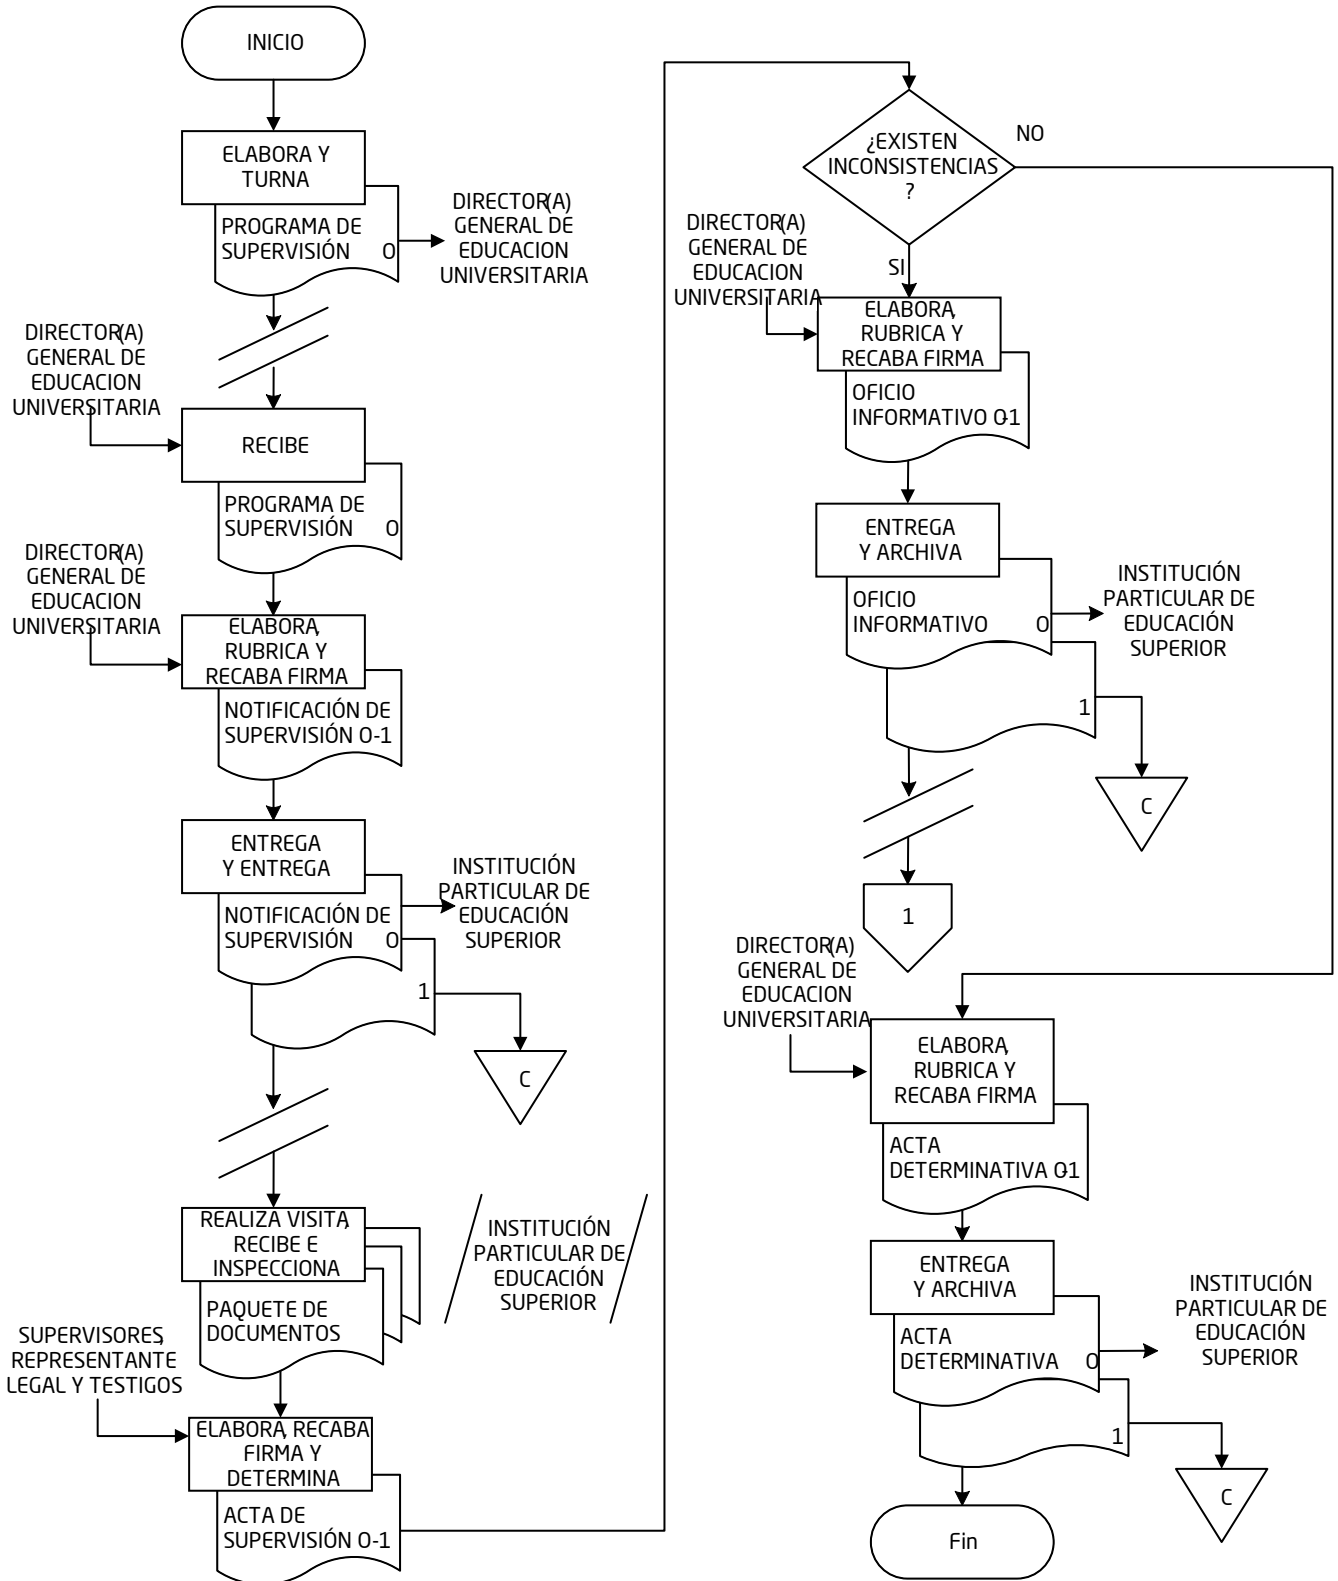 INICIO
ELABORA Y
TURNA
PROGRAMA DE
SUPERVISIÓN 0
DIRECTOR(A)
GENERAL DE
EDUCACION
UNIVERSITARIA
DIRECTOR(A)
GENERAL DE
EDUCACION
UNIVERSITARIA
RECIBE
PROGRAMA DE
SUPERVISIÓN 0
DIRECTOR(A)
GENERAL DE
EDUCACION
UNIVERSITARIA
ELABORA,
RUBRICA Y
RECABA FIRMA
NOTIFICACIÓN DE
SUPERVISIÓN O-1
ENTREGA
Y ENTREGA
NOTIFICACIÓN DE
SUPERVISIÓN 0
INSTITUCIÓN
PARTICULAR DE
EDUCACIÓN
SUPERIOR
1
C
REALIZA VISITA,
RECIBE E
INSPECCIONA
PAQUETE DE
DOCUMENTOS
INSTITUCIÓN
PARTICULAR DE
EDUCACIÓN
SUPERIOR
SUPERVISORES,
REPRESENTANTE
LEGAL Y TESTIGOS
ELABORA, RECABA
FIRMA Y
DETERMINA
ACTA DE
SUPERVISIÓN O-1
¿EXISTEN
INCONSISTENCIAS
?
NO
SI
DIRECTOR(A)
GENERAL DE
EDUCACION
UNIVERSITARIA
ELABORA,
RUBRICA Y
RECABA FIRMA
OFICIO
INFORMATIVO O-1
ENTREGA
Y ARCHIVA
OFICIO
INFORMATIVO 0
INSTITUCIÓN
PARTICULAR DE
EDUCACIÓN
SUPERIOR
1
C
1
DIRECTOR(A)
GENERAL DE
EDUCACION
UNIVERSITARIA
ELABORA,
RUBRICA Y
RECABA FIRMA
ACTA
DETERMINATIVA O-1
ENTREGA
Y ARCHIVA
ACTA
DETERMINATIVA 0
INSTITUCIÓN
PARTICULAR DE
EDUCACIÓN
SUPERIOR
1
C
Fin